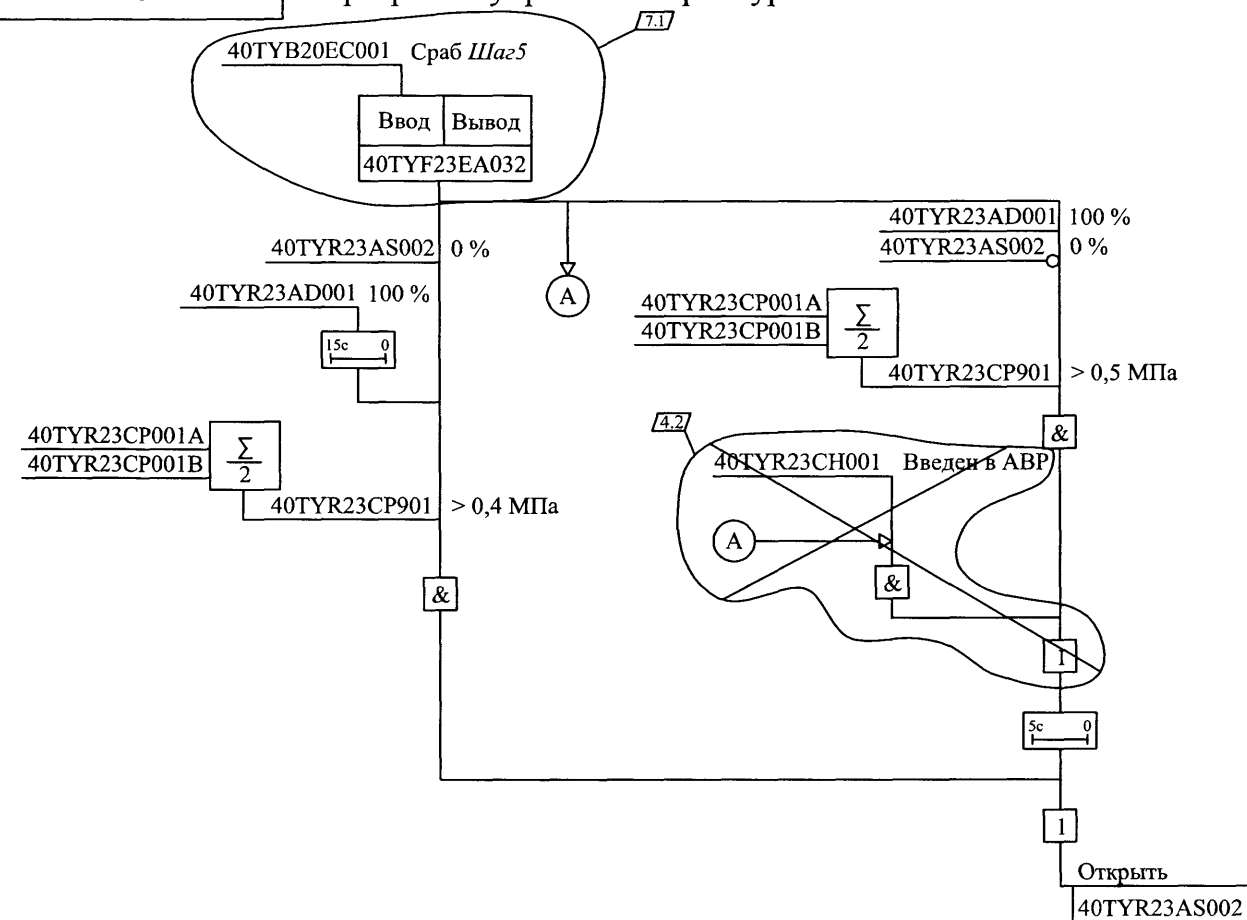 7.1
40TYB20EC001 Сраб Шаг5
Ввод Вывод
40TYF23EA032
40TYR23AD001 100 %
40TYR23AS002 0 %
40TYR23AS002 0 %
A
40TYR23AD001 100 %
15с 0
40TYR23CP001A
40TYR23CP001B
Σ
2
40TYR23CP901 > 0,5 МПа
&
4.2
40TYR23CP001A
40TYR23CP001B
Σ
2
40TYR23CP901 > 0,4 МПа
40TYR23CH001 Введен в АВР
A
&
&
1
5с 0
1
Открыть
40TYR23AS002